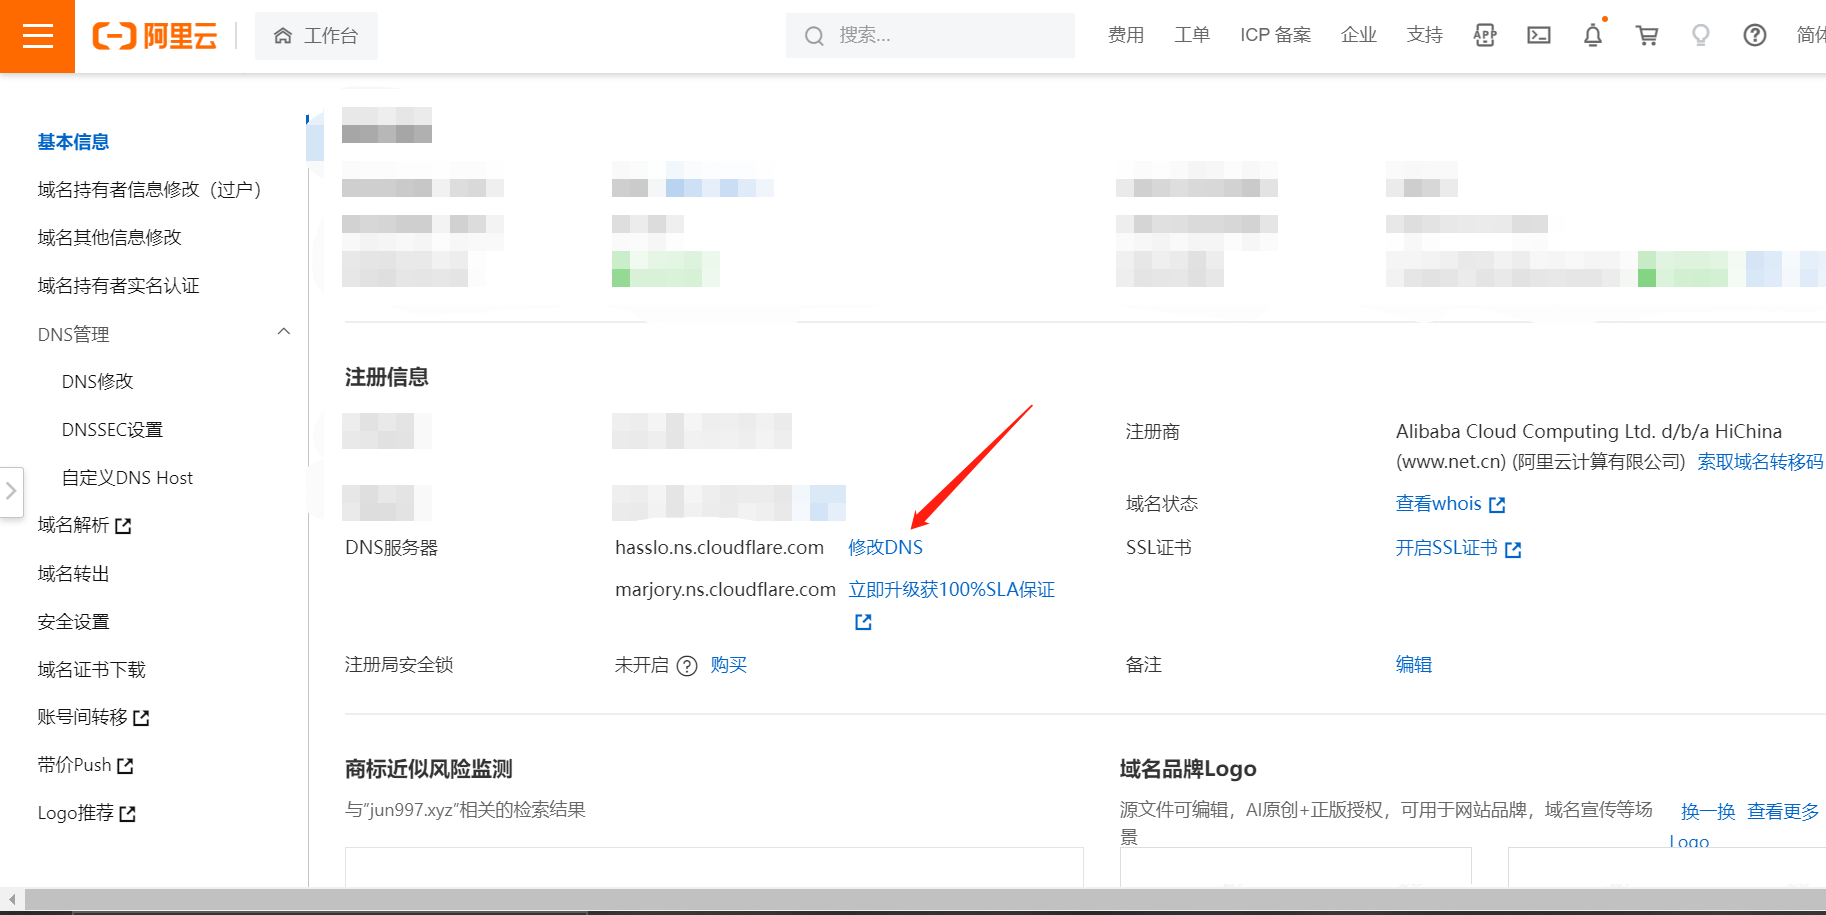 阿里云
工作台
搜索...
费用
工单
ICP 备案
企业
支持
APP
简体
基本信息
域名持有者信息修改（过户）
域名其他信息修改
域名持有者实名认证
DNS管理
DNS修改
DNSSEC设置
自定义DNS Host
域名解析
域名转出
安全设置
域名证书下载
账号间转移
带价Push
Logo推荐
注册信息
注册商
Alibaba Cloud Computing Ltd. d/b/a HiChina
(www.net.cn) (阿里云计算有限公司) 索取域名转移码
域名状态
查看whois
DNS服务器
hasslo.ns.cloudflare.com 修改DNS
marjory.ns.cloudflare.com 立即升级获100%SLA保证
SSL证书
开启SSL证书
注册局安全锁
未开启 ? 购买
备注
编辑
商标近似风险监测
与”jun997.xyz”相关的检索结果
域名品牌Logo
源文件可编辑，AI原创+正版授权，可用于网站品牌，域名宣传等场
景
换一换 查看更多
Logo